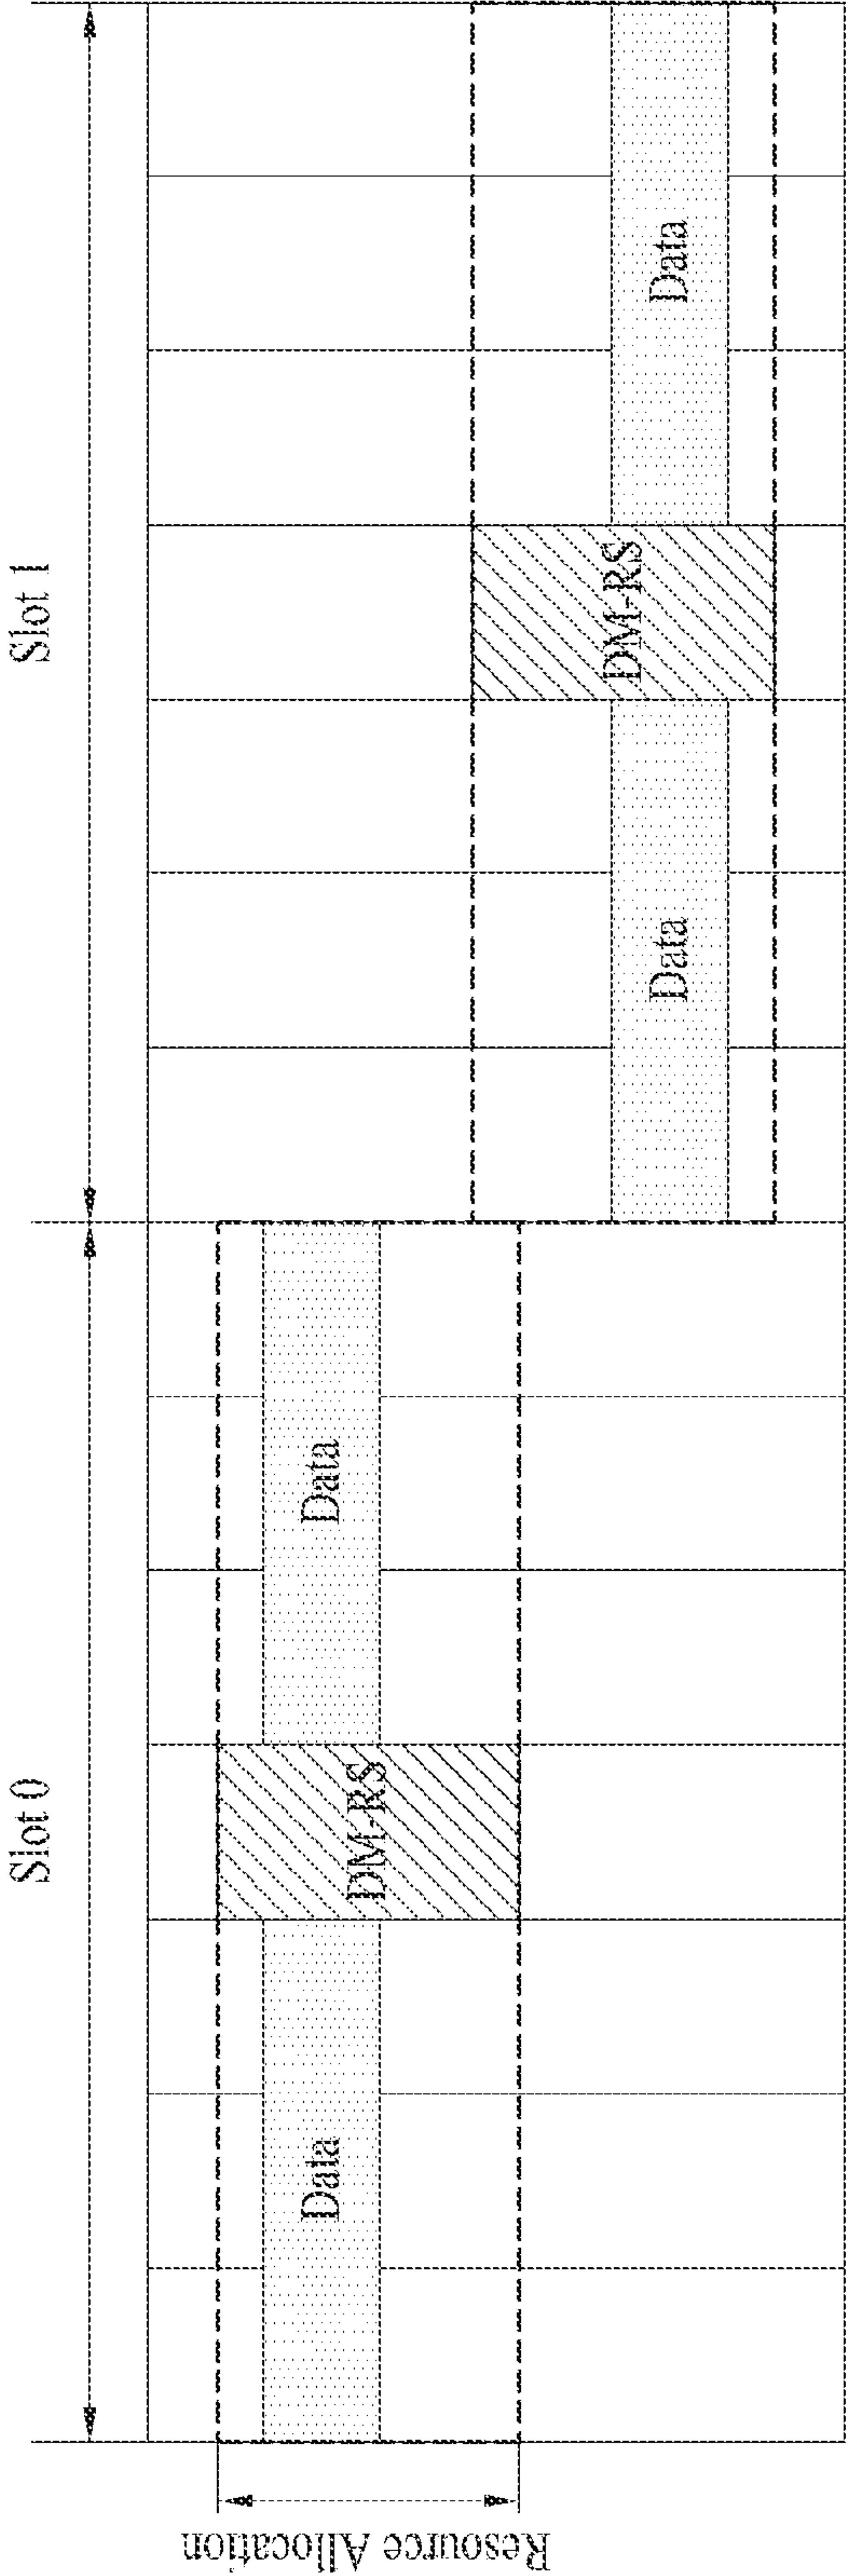 Slot 0
Slot 1
Resource Allocation
Data
DM-RS
Data
Data
DM-RS
Data